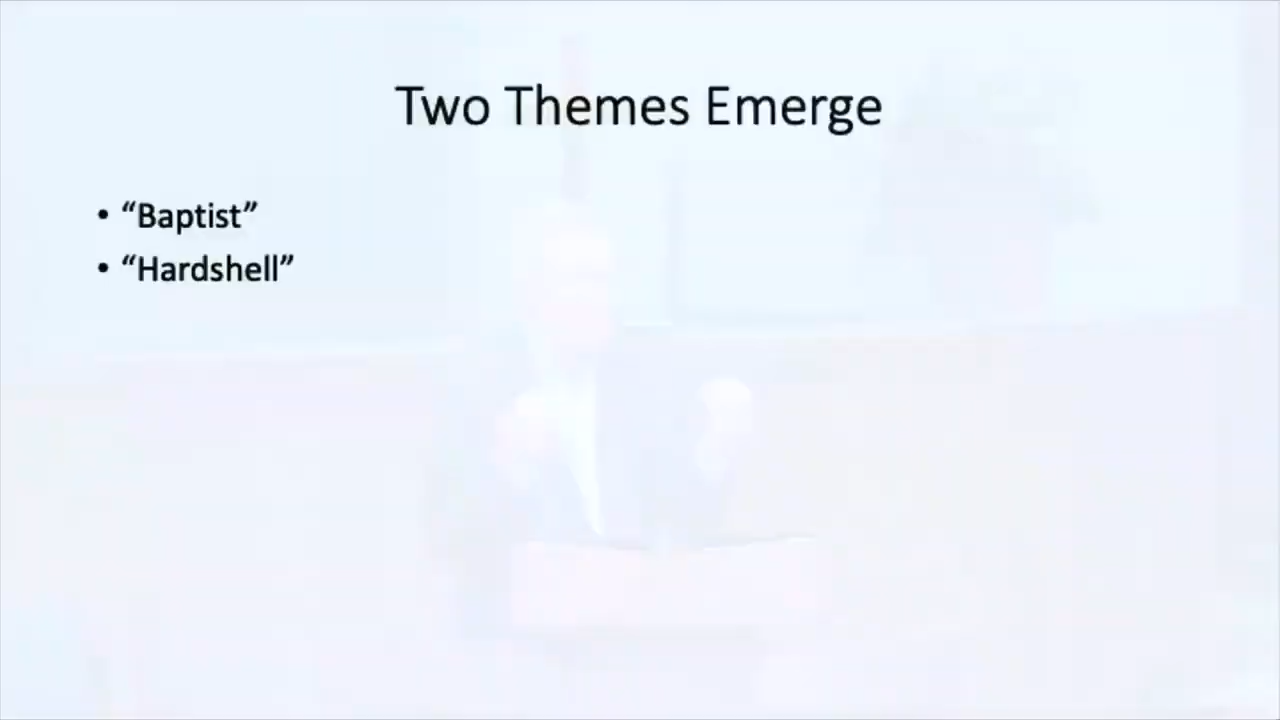 Two Themes Emerge
• “Baptist”
• “Hardshell”